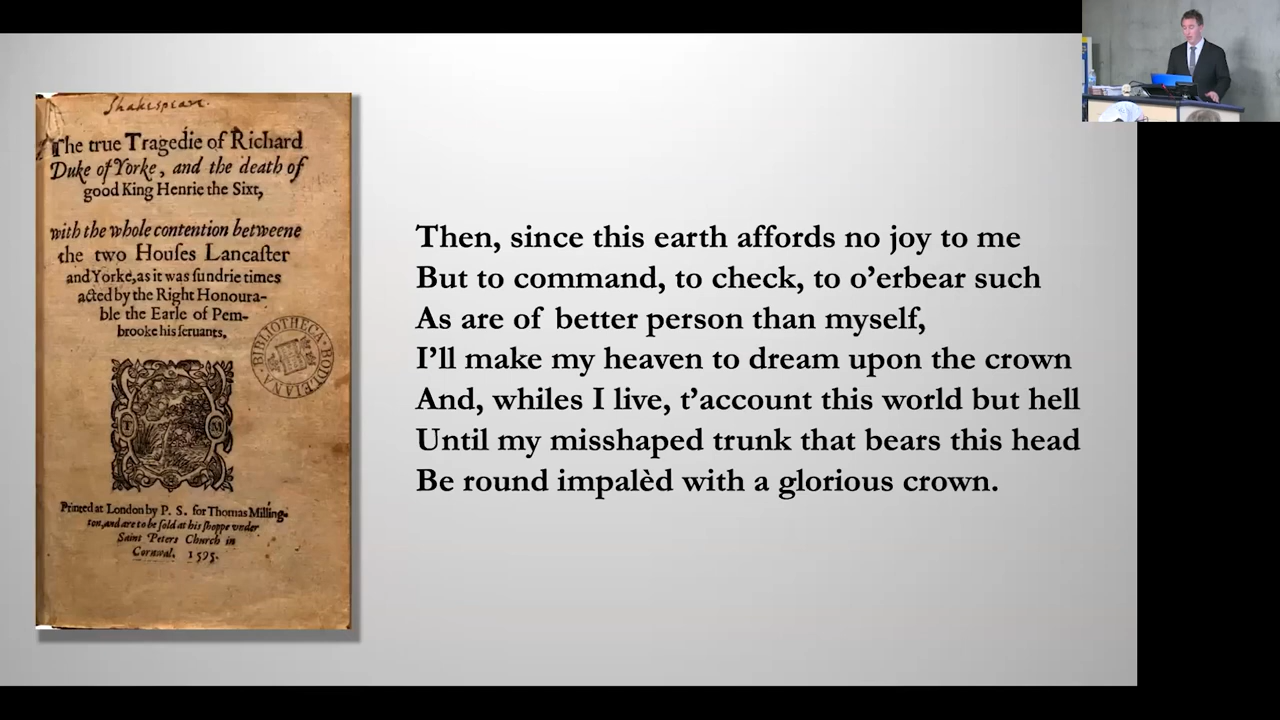 Shakespear.
The true Tragedie of Richard
Duke of Yorke, and the death of
good King Henrie the Sixt,
with the whole contention betweene
the two Houſes Lancaſter
and Yorke, as it was ſundrie times
acted by the Right Honoura-
ble the Earle of Pem-
brooke his ſeruants.
BIBLIOTHECA BODLEIANA
T M
Printed at London by P. S. for Thomas Milling-
ton, and are to be ſold at his ſhoppe vnder
Saint Peters Church in
Cornwal. 1595.
Then, since this earth affords no joy to me
But to command, to check, to o’erbear such
As are of better person than myself,
I’ll make my heaven to dream upon the crown
And, whiles I live, t’account this world but hell
Until my misshaped trunk that bears this head
Be round impalèd with a glorious crown.